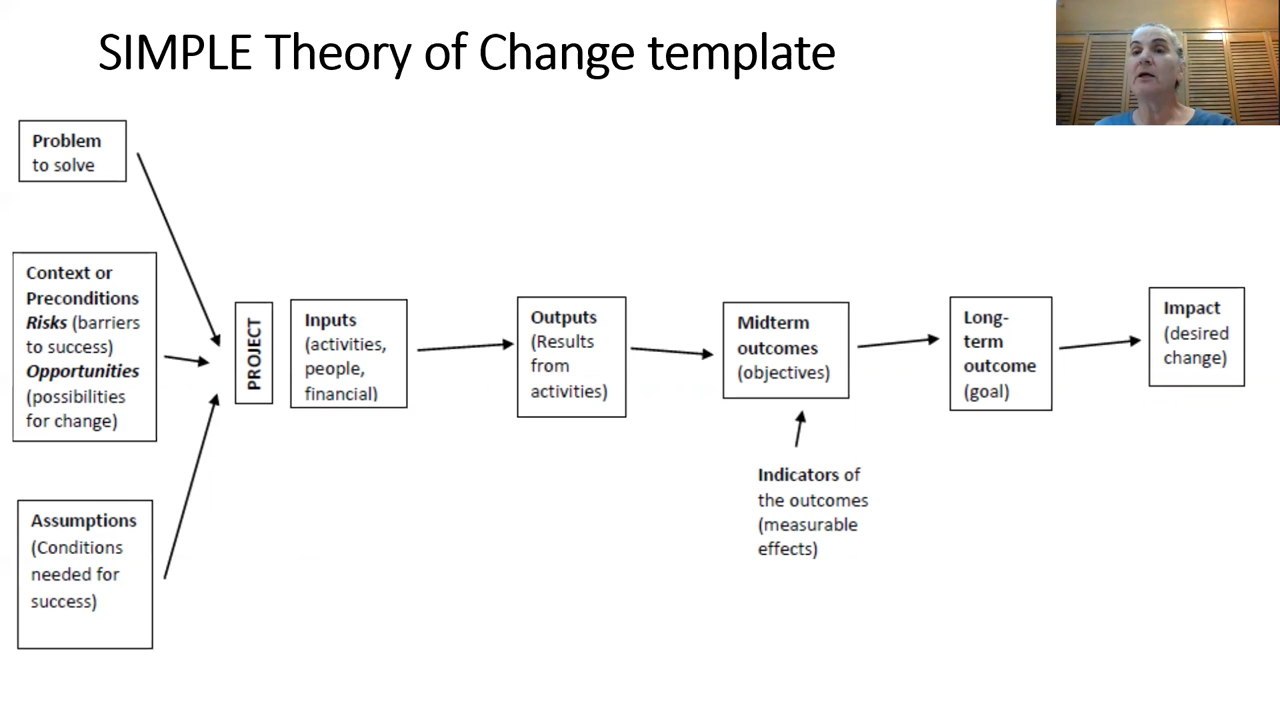 SIMPLE Theory of Change template
Problem
to solve
Context or
Preconditions
Risks (barriers
to success)
Opportunities
(possibilities
for change)
Assumptions
(Conditions
needed for
success)
PROJECT
Inputs
(activities,
people,
financial)
Outputs
(Results
from
activities)
Midterm
outcomes
(objectives)
Indicators of
the outcomes
(measurable
effects)
Long-
term
outcome
(goal)
Impact
(desired
change)